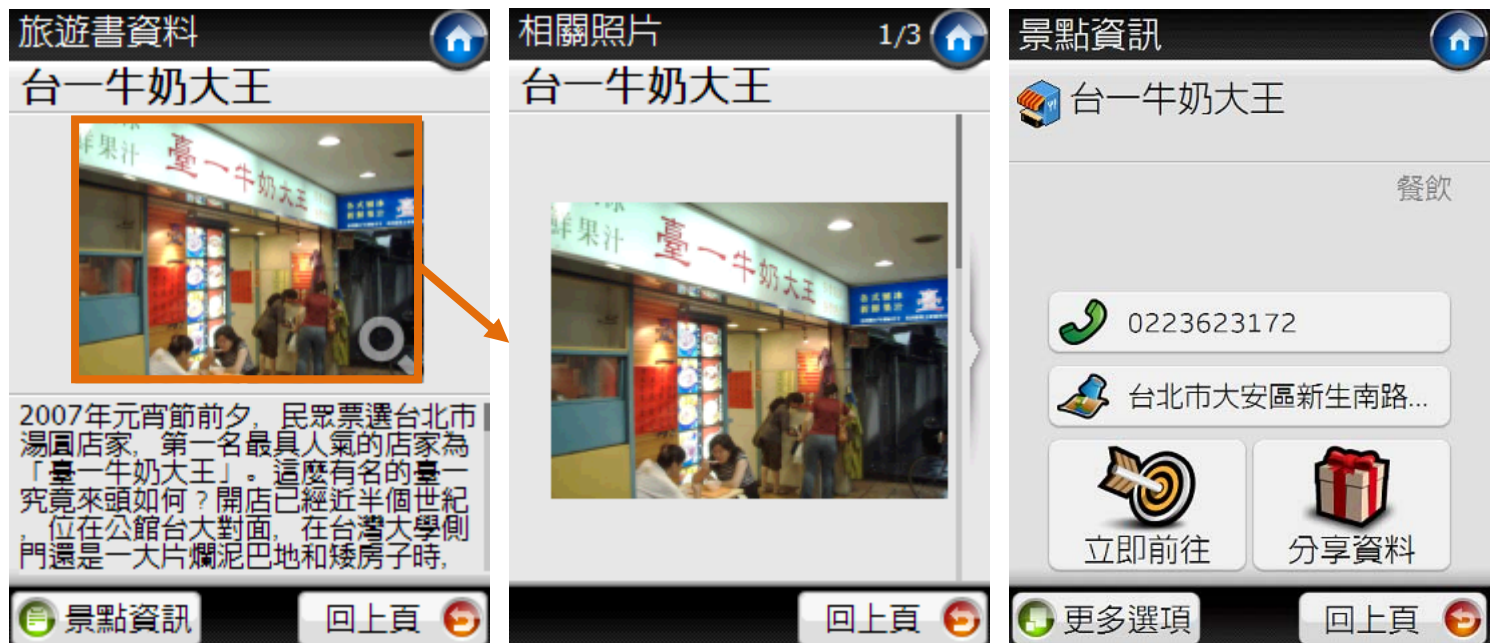 旅遊書資料
台一牛奶大王
鮮果汁
臺一牛奶大王
2007年元宵節前夕，民眾票選台北市
湯圓店家，第一名最具人氣的店家為
「臺一牛奶大王」。這麼有名的臺一
究竟來頭如何？開店已經近半個世紀
，位在公館台大對面，在台灣大學側
門還是一大片爛泥巴地和矮房子時，
景點資訊
回上頁
相關照片
1/3
台一牛奶大王
鮮果汁
臺一牛奶大王
回上頁
景點資訊
台一牛奶大王
餐飲
0223623172
台北市大安區新生南路...
立即前往
分享資料
更多選項
回上頁